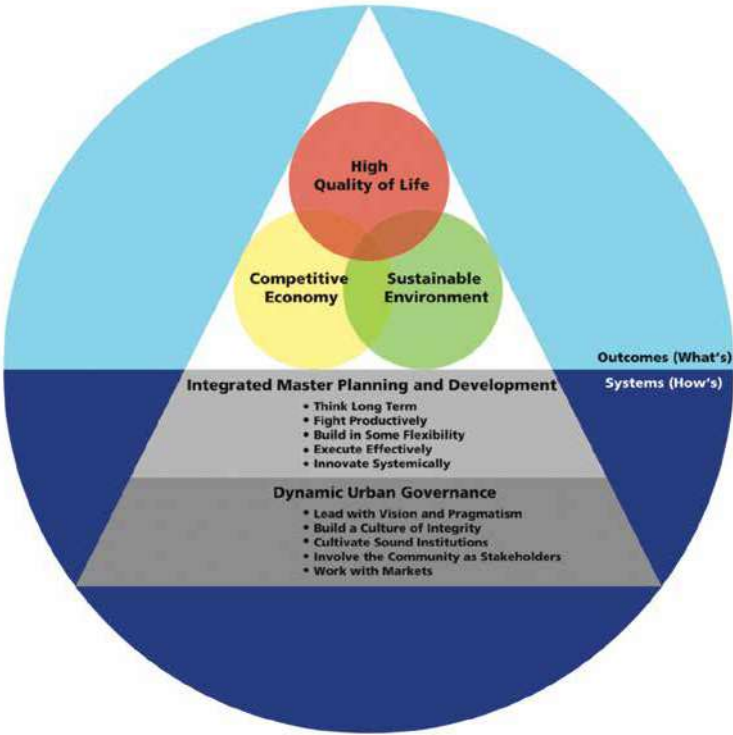 High
Quality of Life
Competitive
Economy
Sustainable
Environment
Outcomes (What's)
Systems (How's)
Integrated Master Planning and Development
• Think Long Term
• Fight Productively
• Build in Some Flexibility
• Execute Effectively
• Innovate Systemically
Dynamic Urban Governance
• Lead with Vision and Pragmatism
• Build a Culture of Integrity
• Cultivate Sound Institutions
• Involve the Community as Stakeholders
• Work with Markets